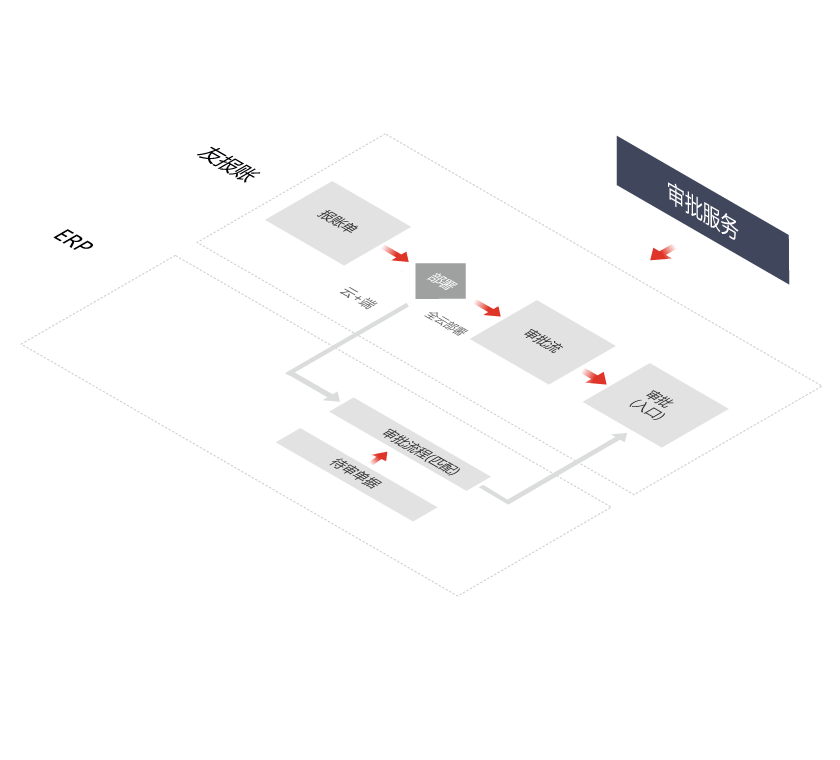 友报账
审批服务
ERP
报账单
部署
云+端
全云部署
审批流
审批
(入口)
审批流程(匹配)
待审单据